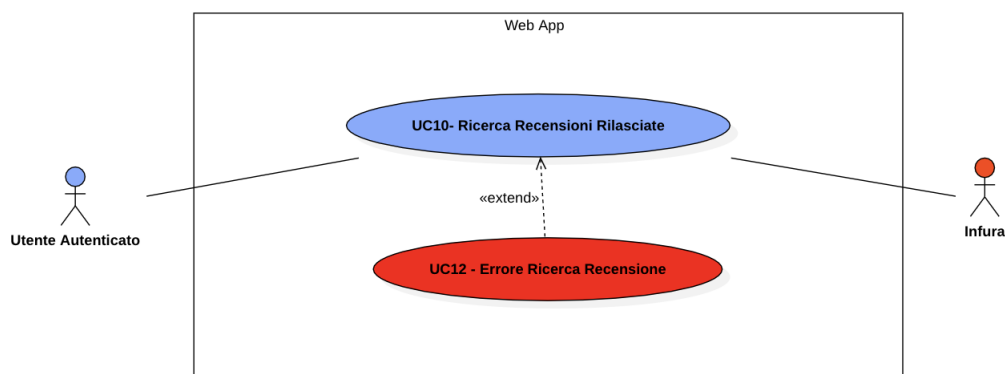 Web App
UC10- Ricerca Recensioni Rilasciate
«extend»
Utente Autenticato
Infura
UC12 - Errore Ricerca Recensione